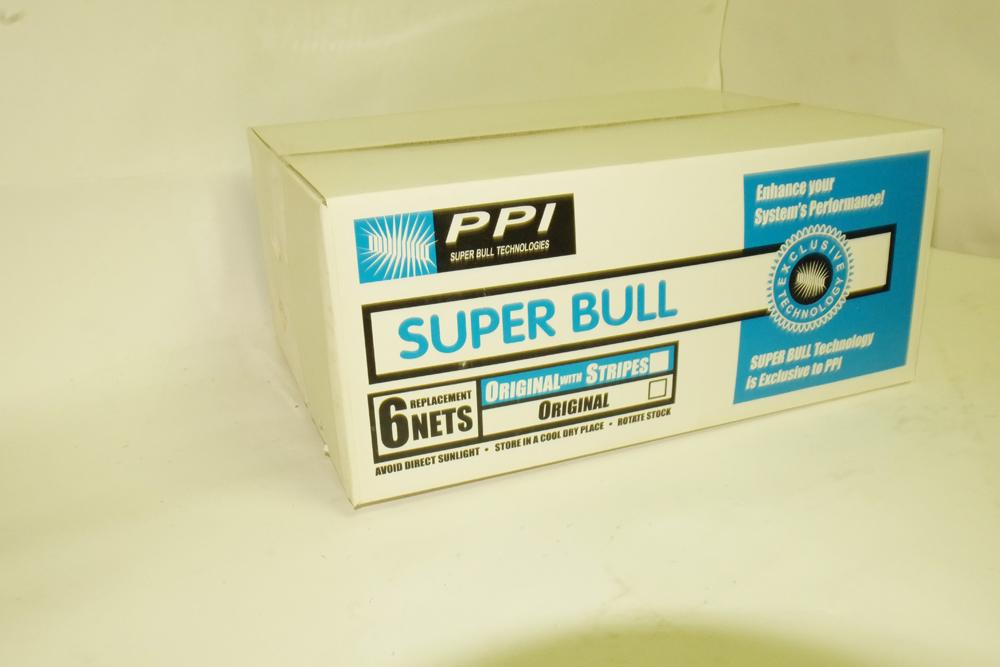 PPI
SUPER BULL TECHNOLOGIES
SUPER BULL
6 REPLACEMENT
NETS
ORIGINAL WITH STRIPES
ORIGINAL
AVOID DIRECT SUNLIGHT • STORE IN A COOL DRY PLACE • ROTATE STOCK
Enhance your
System's Performance!
EXCLUSIVE
TECHNOLOGY
SUPER BULL Technology
is Exclusive to PPI